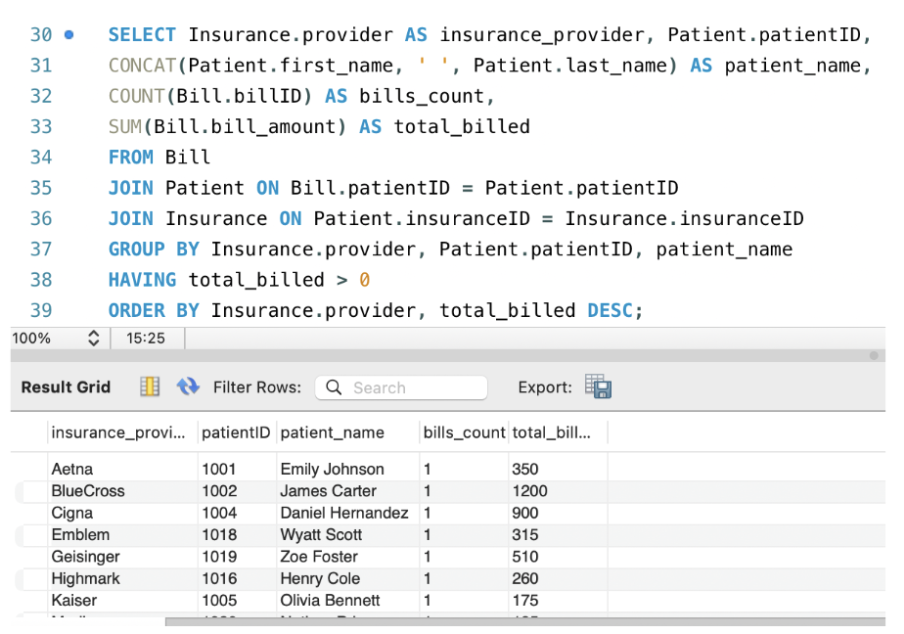 30 SELECT Insurance.provider AS insurance_provider, Patient.patientID,
31 CONCAT(Patient.first_name, ' ', Patient.last_name) AS patient_name,
32 COUNT(Bill.billID) AS bills_count,
33 SUM(Bill.bill_amount) AS total_billed
34 FROM Bill
35 JOIN Patient ON Bill.patientID = Patient.patientID
36 JOIN Insurance ON Patient.insuranceID = Insurance.insuranceID
37 GROUP BY Insurance.provider, Patient.patientID, patient_name
38 HAVING total_billed > 0
39 ORDER BY Insurance.provider, total_billed DESC;
100% 15:25
Result Grid Filter Rows: Search Export:
insurance_provi... patientID patient_name bills_count total_bill...
Aetna 1001 Emily Johnson 1 350
BlueCross 1002 James Carter 1 1200
Cigna 1004 Daniel Hernandez 1 900
Emblem 1018 Wyatt Scott 1 315
Geisinger 1019 Zoe Foster 1 510
Highmark 1016 Henry Cole 1 260
Kaiser 1005 Olivia Bennett 1 175